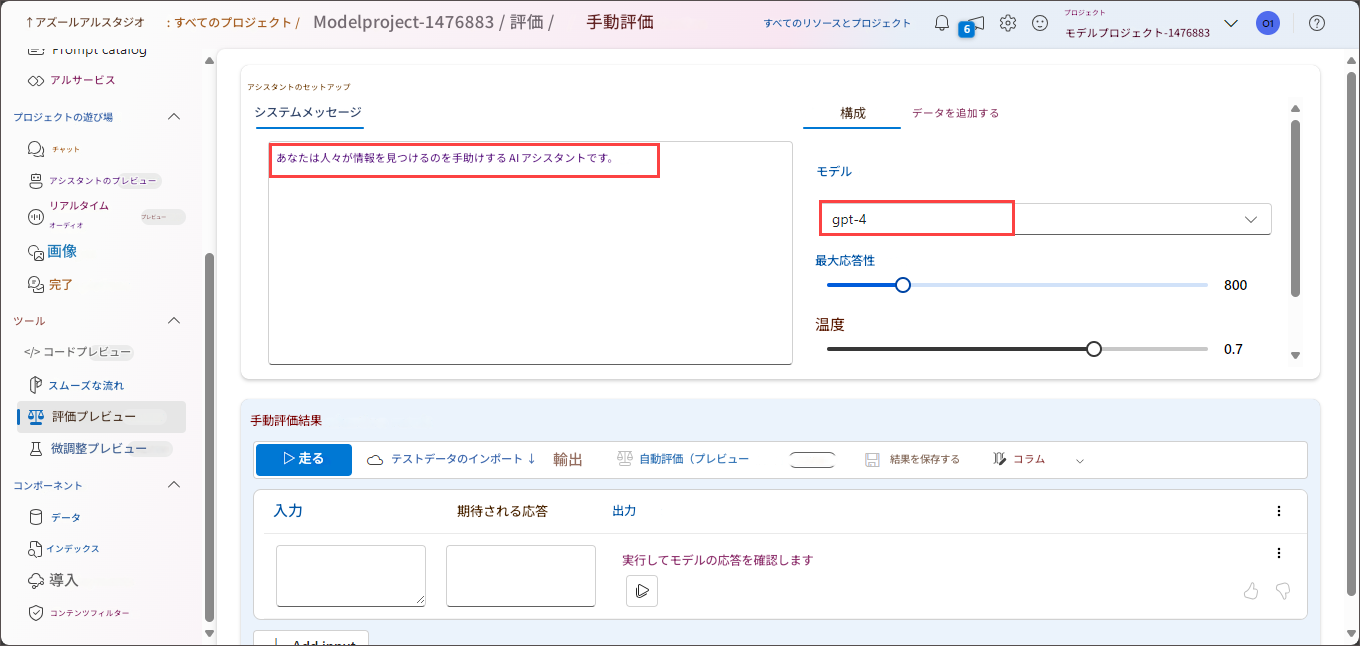 ↑アズールアルスタジオ : すべてのプロジェクト / Modelproject-1476883 / 評価 / 手動評価 すべてのリソースとプロジェクト 6 プロジェクト O1
モデルプロジェクト-1476883
Prompt catalog
アルサービス
プロジェクトの遊び場
チャット
アシスタントのプレビュー
リアルタイム
オーディオ プレビュー
画像
完了
ツール
</> コードプレビュー
スムーズな流れ
評価プレビュー
微調整プレビュー
コンポーネント
データ
インデックス
導入
コンテンツフィルター
アシスタントのセットアップ
システムメッセージ
あなたは人々が情報を見つけるのを手助けする AI アシスタントです。
構成 データを追加する
モデル
gpt-4
最大応答性
800
温度
0.7
手動評価結果
走る テストデータのインポート ↓ 輸出 自動評価（プレビュー 結果を保存する コラム
入力 期待される応答 出力
実行してモデルの応答を確認します
Add input